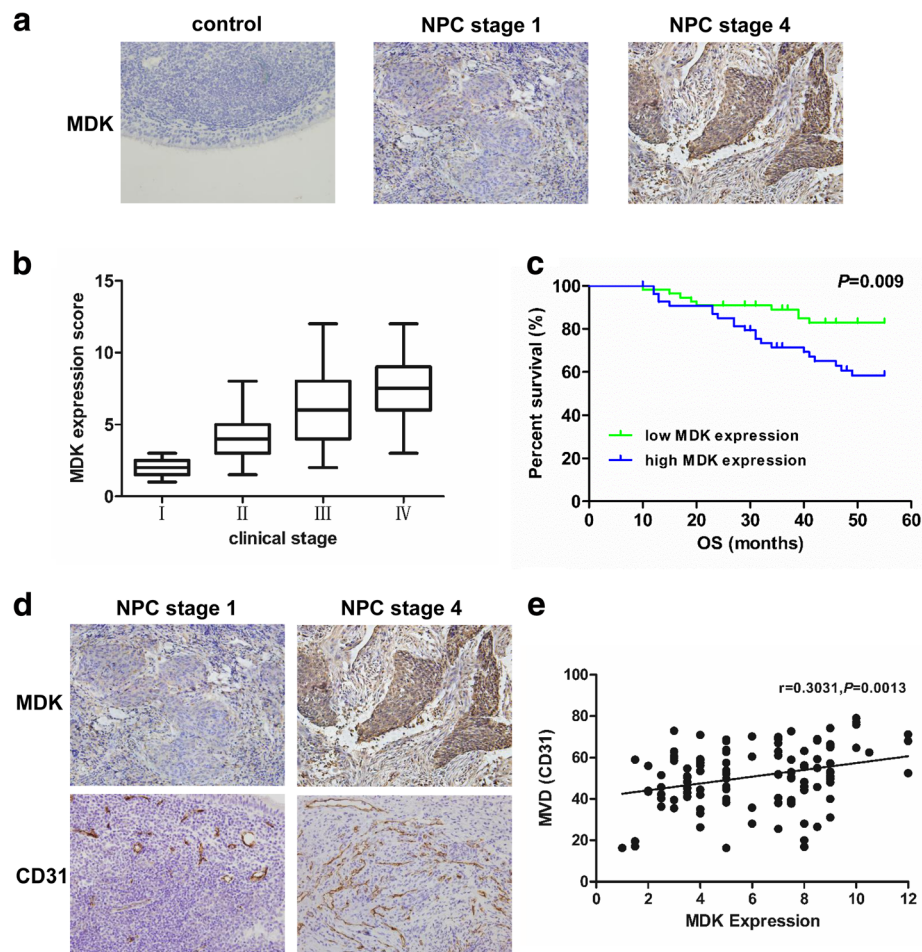 a
control
NPC stage 1
NPC stage 4
MDK
b
MDK expression score
15
10
5
0
I
II
III
IV
clinical stage
c
P=0.009
Percent survival (%)
100
80
60
40
20
0
low MDK expression
high MDK expression
0 10 20 30 40 50 60
OS (months)
d
NPC stage 1
NPC stage 4
MDK
CD31
e
r=0.3031,P=0.0013
MVD (CD31)
100
80
60
40
20
0
0 2 4 6 8 10 12
MDK Expression